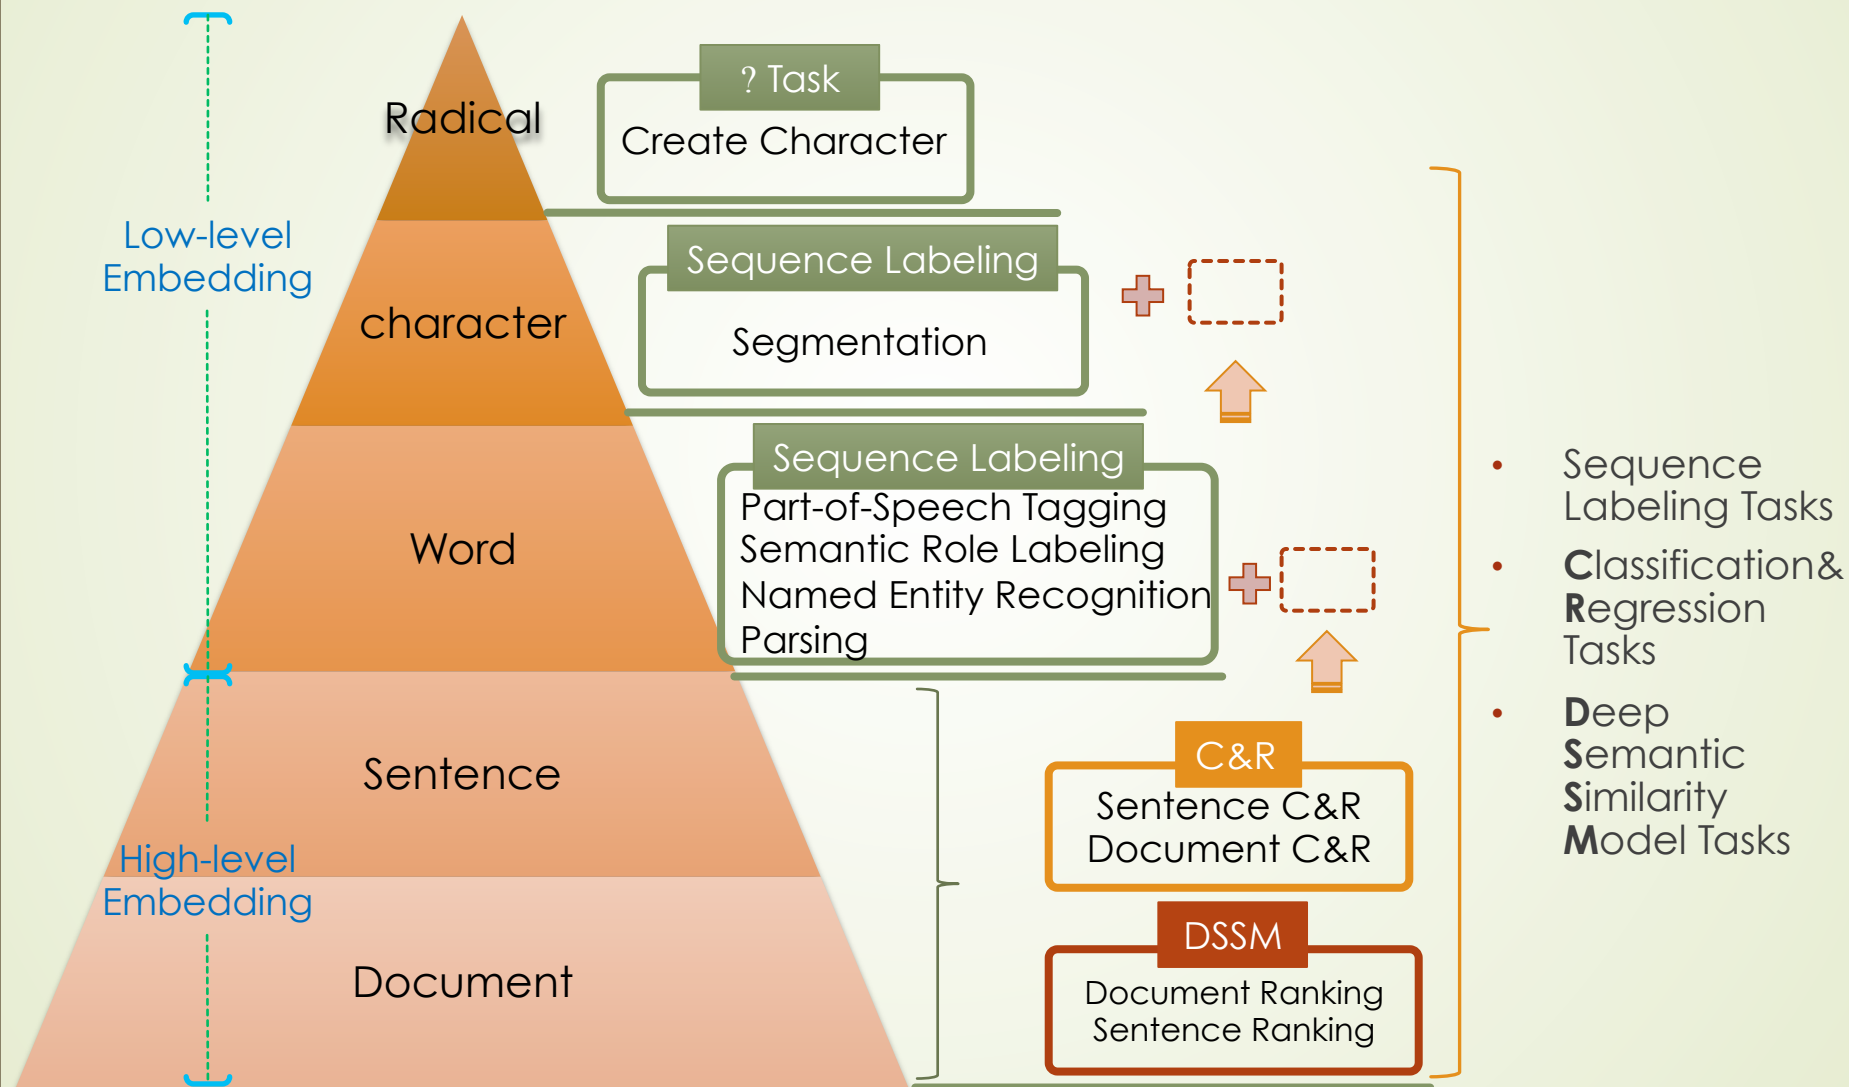 Radical
? Task
Create Character
Low-level
Embedding
character
Sequence Labeling
Segmentation
Word
Sequence Labeling
Part-of-Speech Tagging
Semantic Role Labeling
Named Entity Recognition
Parsing
Sentence
High-level
Embedding
Document
C&R
Sentence C&R
Document C&R
DSSM
Document Ranking
Sentence Ranking
• Sequence
Labeling Tasks
• Classification&
Regression
Tasks
• Deep
Semantic
Similarity
Model Tasks